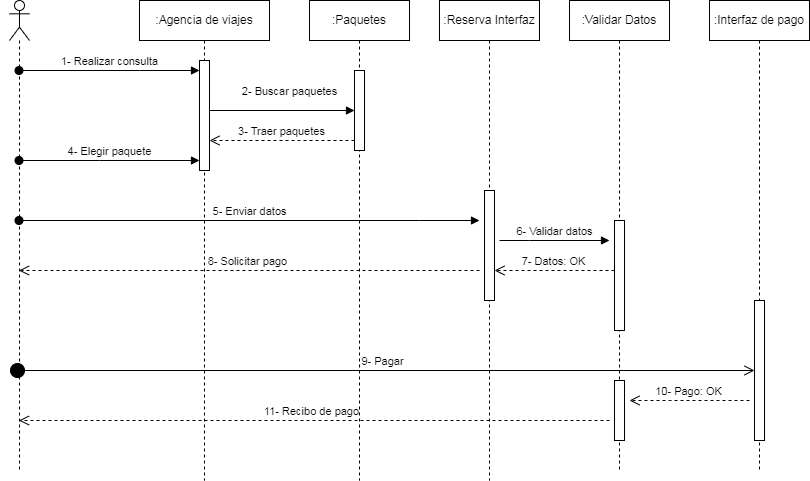 :Agencia de viajes
:Paquetes
:Reserva Interfaz
:Validar Datos
:Interfaz de pago
1- Realizar consulta
2- Buscar paquetes
3- Traer paquetes
4- Elegir paquete
5- Enviar datos
6- Validar datos
7- Datos: OK
8- Solicitar pago
9- Pagar
10- Pago: OK
11- Recibo de pago